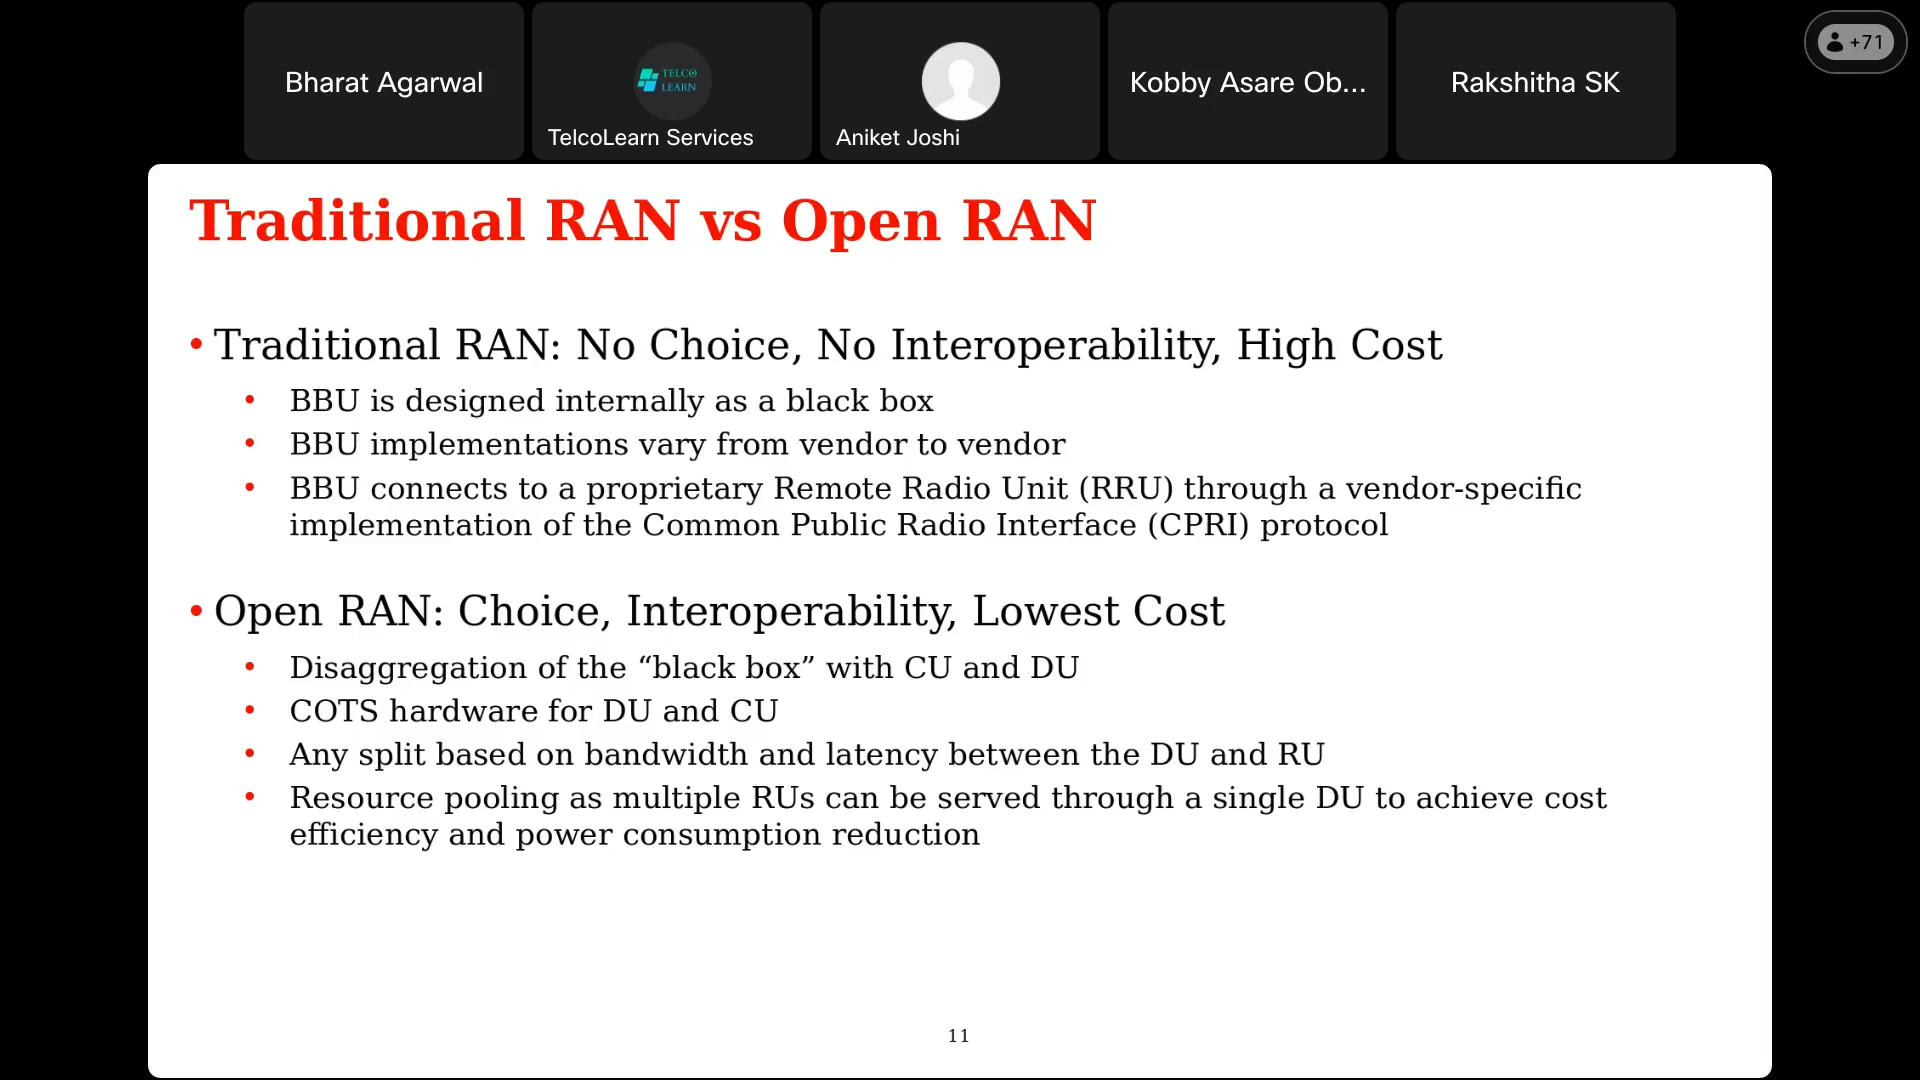 Bharat Agarwal
TELCO
LEARN
TelcoLearn Services
Aniket Joshi
Kobby Asare Ob...
Rakshitha SK
+71
Traditional RAN vs Open RAN
• Traditional RAN: No Choice, No Interoperability, High Cost
• BBU is designed internally as a black box
• BBU implementations vary from vendor to vendor
• BBU connects to a proprietary Remote Radio Unit (RRU) through a vendor-specific
implementation of the Common Public Radio Interface (CPRI) protocol
• Open RAN: Choice, Interoperability, Lowest Cost
• Disaggregation of the “black box” with CU and DU
• COTS hardware for DU and CU
• Any split based on bandwidth and latency between the DU and RU
• Resource pooling as multiple RUs can be served through a single DU to achieve cost
efficiency and power consumption reduction
11